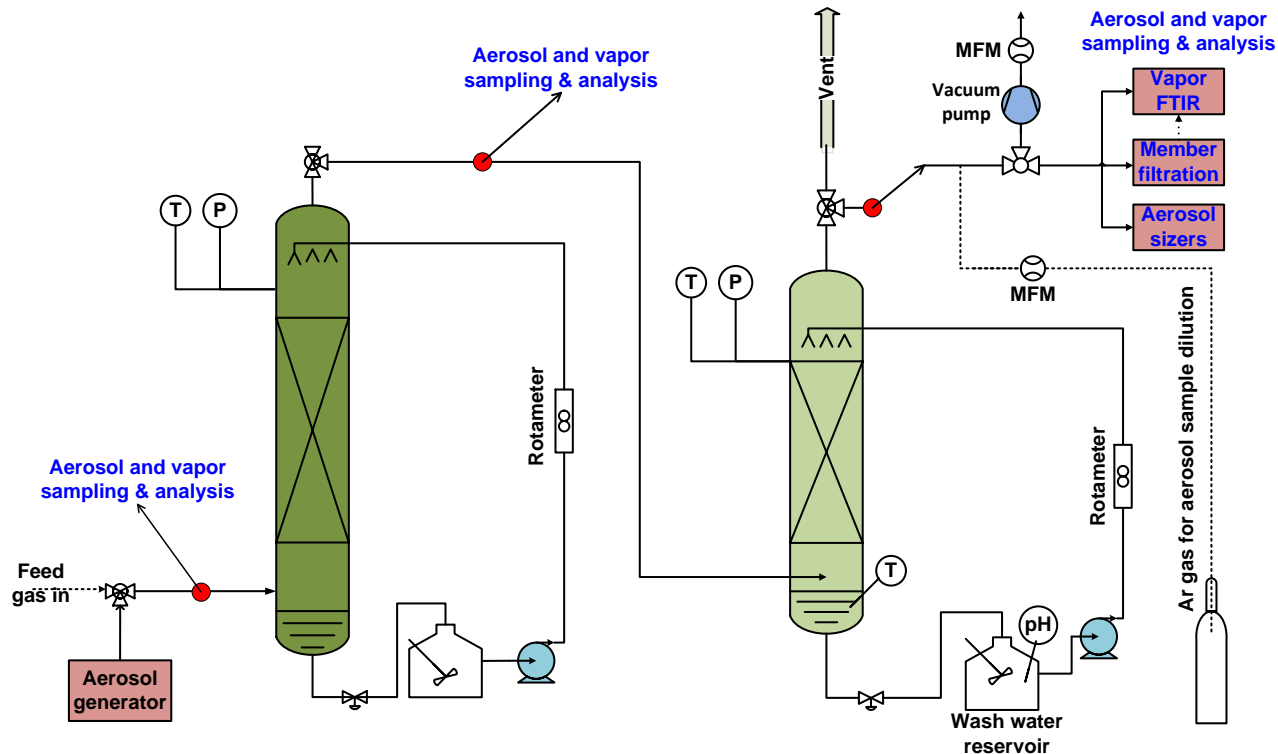 Aerosol and vapor
sampling & analysis
Vent
MFM
Vacuum
pump
Aerosol and vapor
sampling & analysis
Vapor
FTIR
Member
filtration
Aerosol
sizers
T
P
T
P
MFM
Rotameter
Rotameter
Ar gas for aerosol sample dilution
Aerosol and vapor
sampling & analysis
Feed
gas in
T
pH
Aerosol
generator
Wash water
reservoir